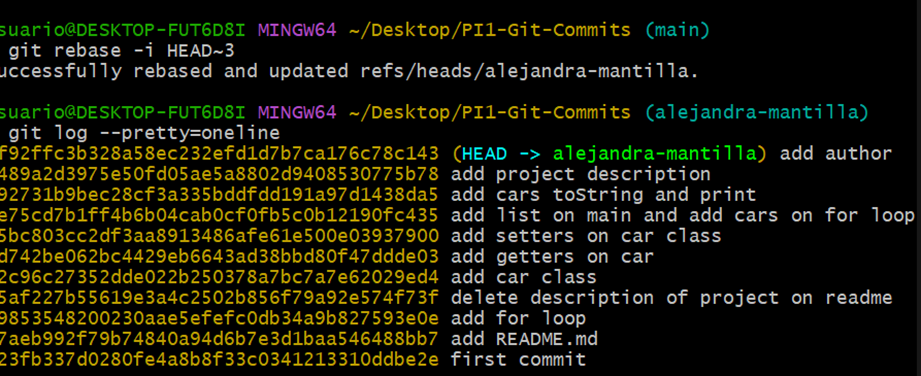 suario@DESKTOP-FUT6D8I MINGW64 ~/Desktop/PI1-Git-Commits (main)
git rebase -i HEAD~3
uccessfully rebased and updated refs/heads/alejandra-mantilla.
suario@DESKTOP-FUT6D8I MINGW64 ~/Desktop/PI1-Git-Commits (alejandra-mantilla)
git log --pretty=oneline
f92ffc3b328a58ec232efd1d7b7ca176c78c143 (HEAD -> alejandra-mantilla) add author
489a2d3975e50fd05ae5a8802d9408530775b78 add project description
92731b9bec28cf3a335bddfdd191a97d1438da5 add cars toString and print
e75cd7b1ff4b6b04cab0cf0fb5c0b12190fc435 add list on main and add cars on for loop
5bc803cc2df3aa8913486afe61e500e03937900 add setters on car class
d742be062bc4429eb6643ad38bbd80f47ddde03 add getters on car
2c96c27352dde022b250378a7bc7a7e62029ed4 add car class
5af227b55619e3a4c2502b856f79a92e574f73f delete description of project on readme
9853548200230aae5efefc0db34a9b827593e0e add for loop
7aeb992f79b74840a94d6b7e3d1baa546488bb7 add README.md
23fb337d0280fe4a8b8f33c0341213310ddbe2e first commit